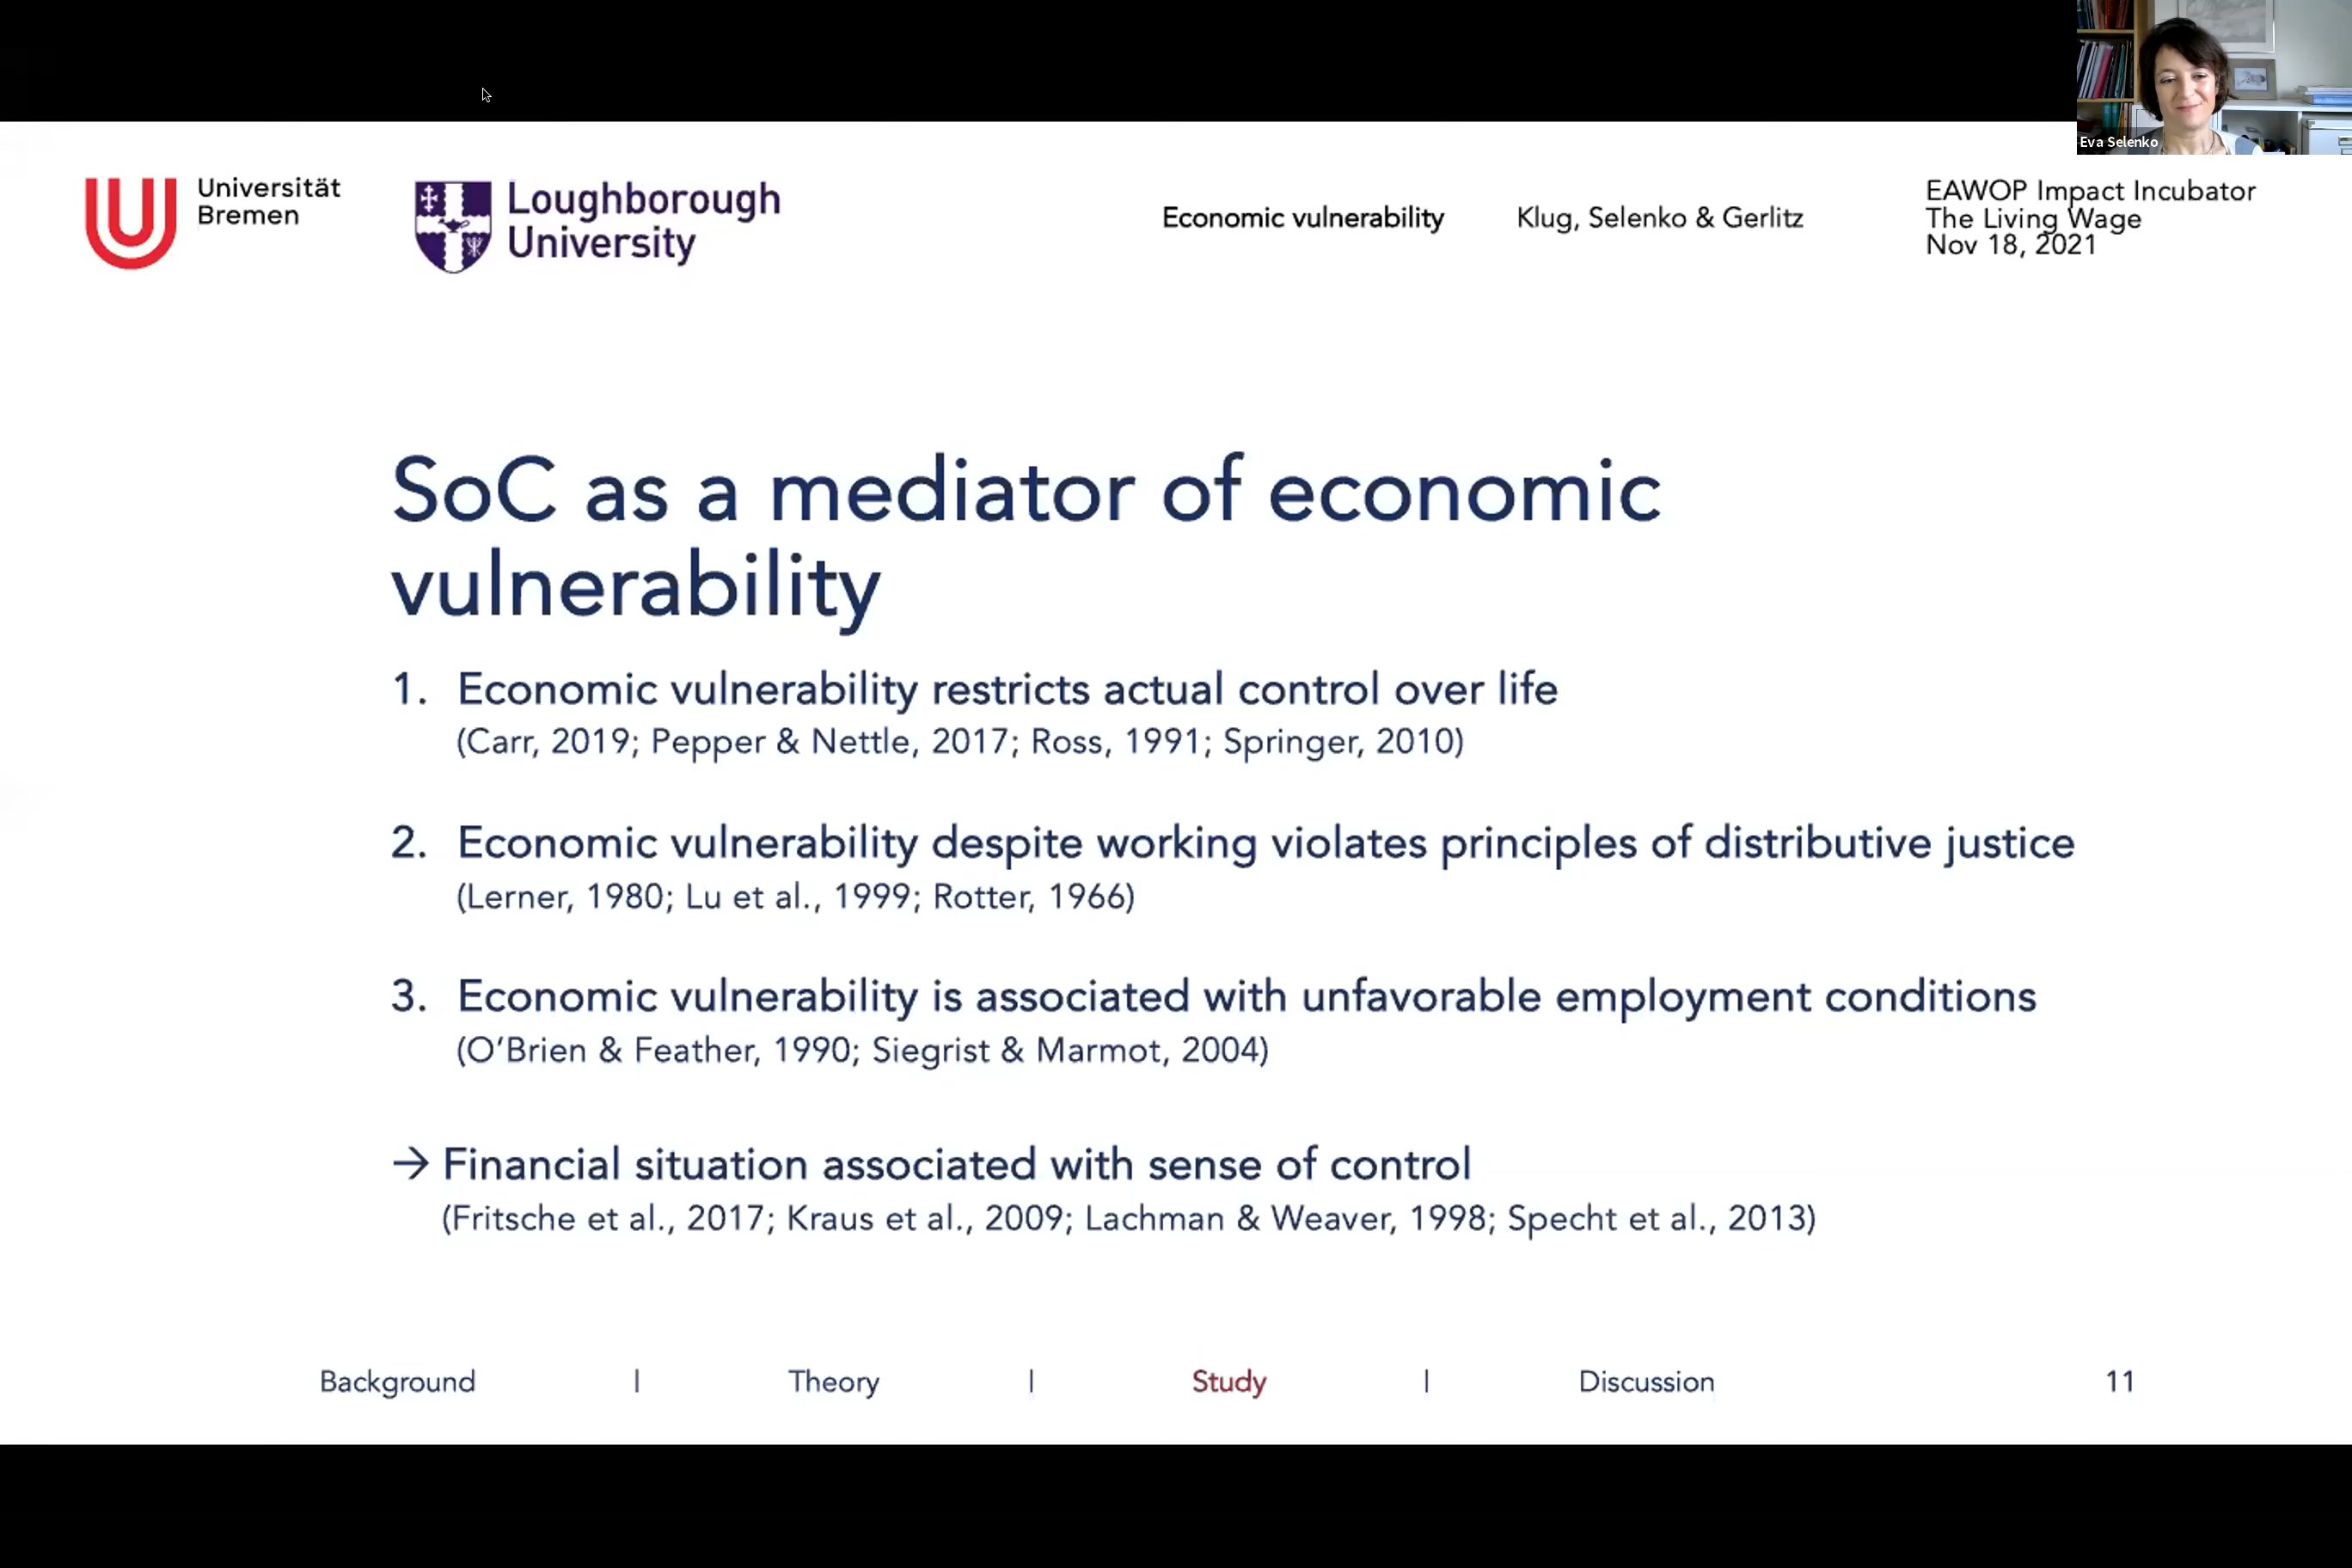 Eva Selenko
Universität
Bremen
Loughborough
University
Economic vulnerability
Klug, Selenko & Gerlitz
EAWOP Impact Incubator
The Living Wage
Nov 18, 2021
SoC as a mediator of economic
vulnerability
1. Economic vulnerability restricts actual control over life
(Carr, 2019; Pepper & Nettle, 2017; Ross, 1991; Springer, 2010)
2. Economic vulnerability despite working violates principles of distributive justice
(Lerner, 1980; Lu et al., 1999; Rotter, 1966)
3. Economic vulnerability is associated with unfavorable employment conditions
(O’Brien & Feather, 1990; Siegrist & Marmot, 2004)
→ Financial situation associated with sense of control
(Fritsche et al., 2017; Kraus et al., 2009; Lachman & Weaver, 1998; Specht et al., 2013)
Background | Theory | Study | Discussion 11